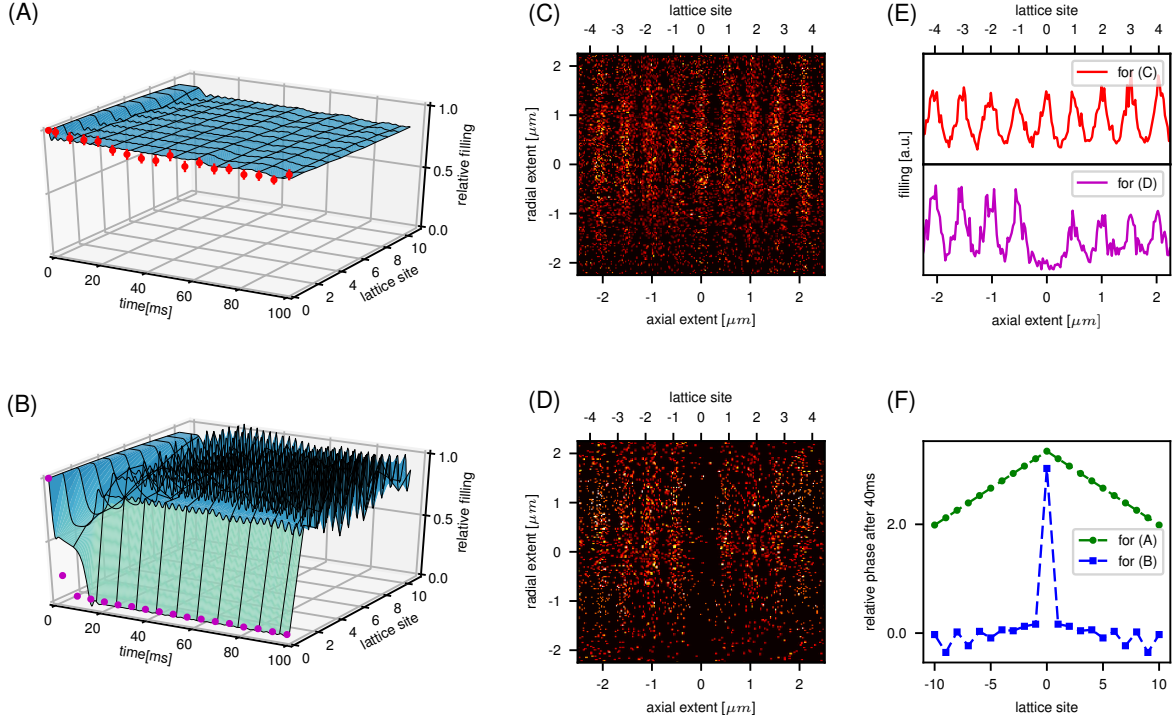 (A)
1.0
0.5
0.0
relative filling
0
20
40
60
80
100
time[ms]
0
2
4
6
8
10
lattice site
(B)
1.0
0.5
0.0
relative filling
0
20
40
60
80
100
time[ms]
0
2
4
6
8
10
lattice site
(C)
lattice site
-4 -3 -2 -1 0 1 2 3 4
2
1
0
-1
-2
radial extent [μm]
-2 -1 0 1 2
axial extent [μm]
(D)
lattice site
-4 -3 -2 -1 0 1 2 3 4
2
1
0
-1
-2
radial extent [μm]
-2 -1 0 1 2
axial extent [μm]
(E)
lattice site
-4 -3 -2 -1 0 1 2 3 4
for (C)
for (D)
filling [a.u.]
-2 -1 0 1 2
axial extent [μm]
(F)
2.0
0.0
relative phase after 40ms
for (A)
for (B)
-10 -5 0 5 10
lattice site